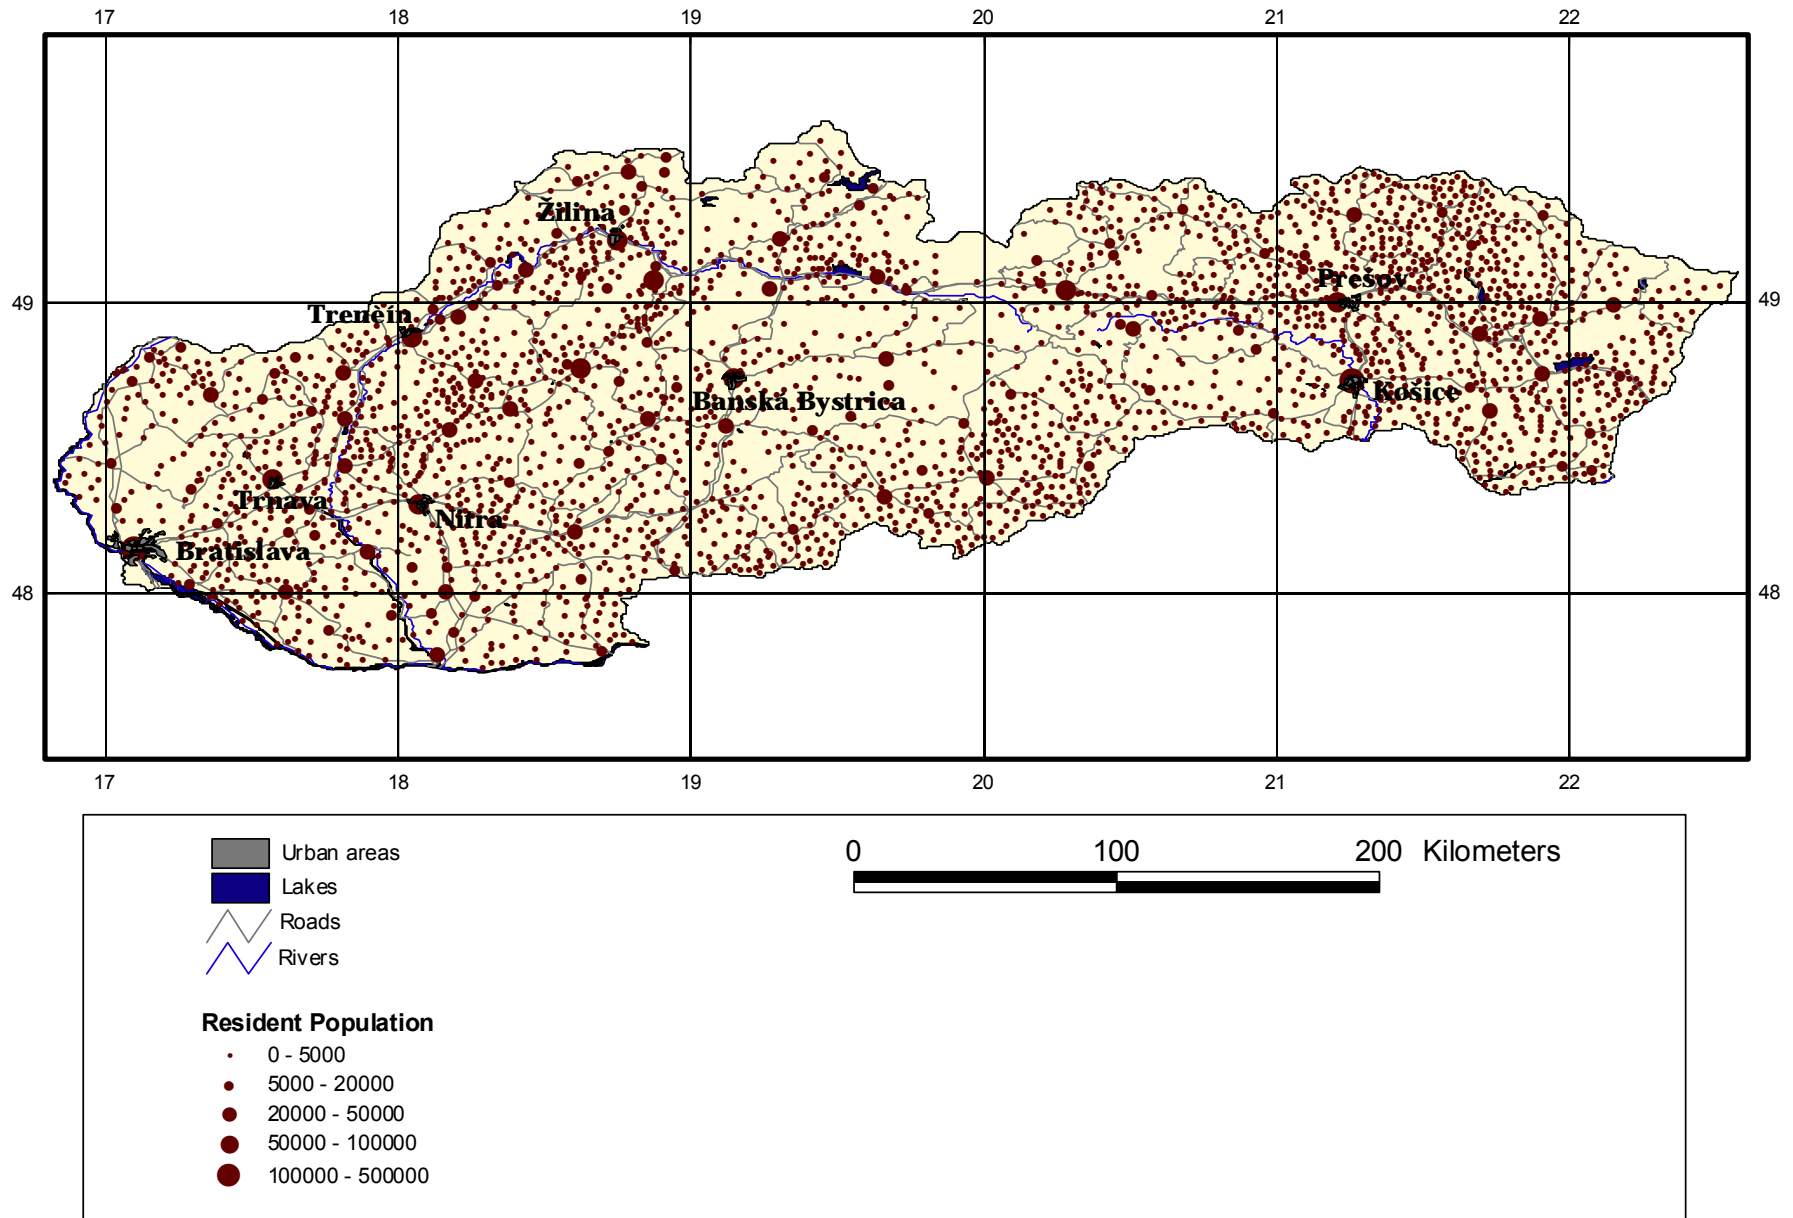 17 18 19 20 21 22
Žilina
Prešov
49 49
Trenčín
Banská Bystrica
Košice
Trnava
Nitra
Bratislava
48 48
17 18 19 20 21 22
Urban areas
Lakes
Roads
Rivers
0 100 200 Kilometers
Resident Population
0 - 5000
5000 - 20000
20000 - 50000
50000 - 100000
100000 - 500000